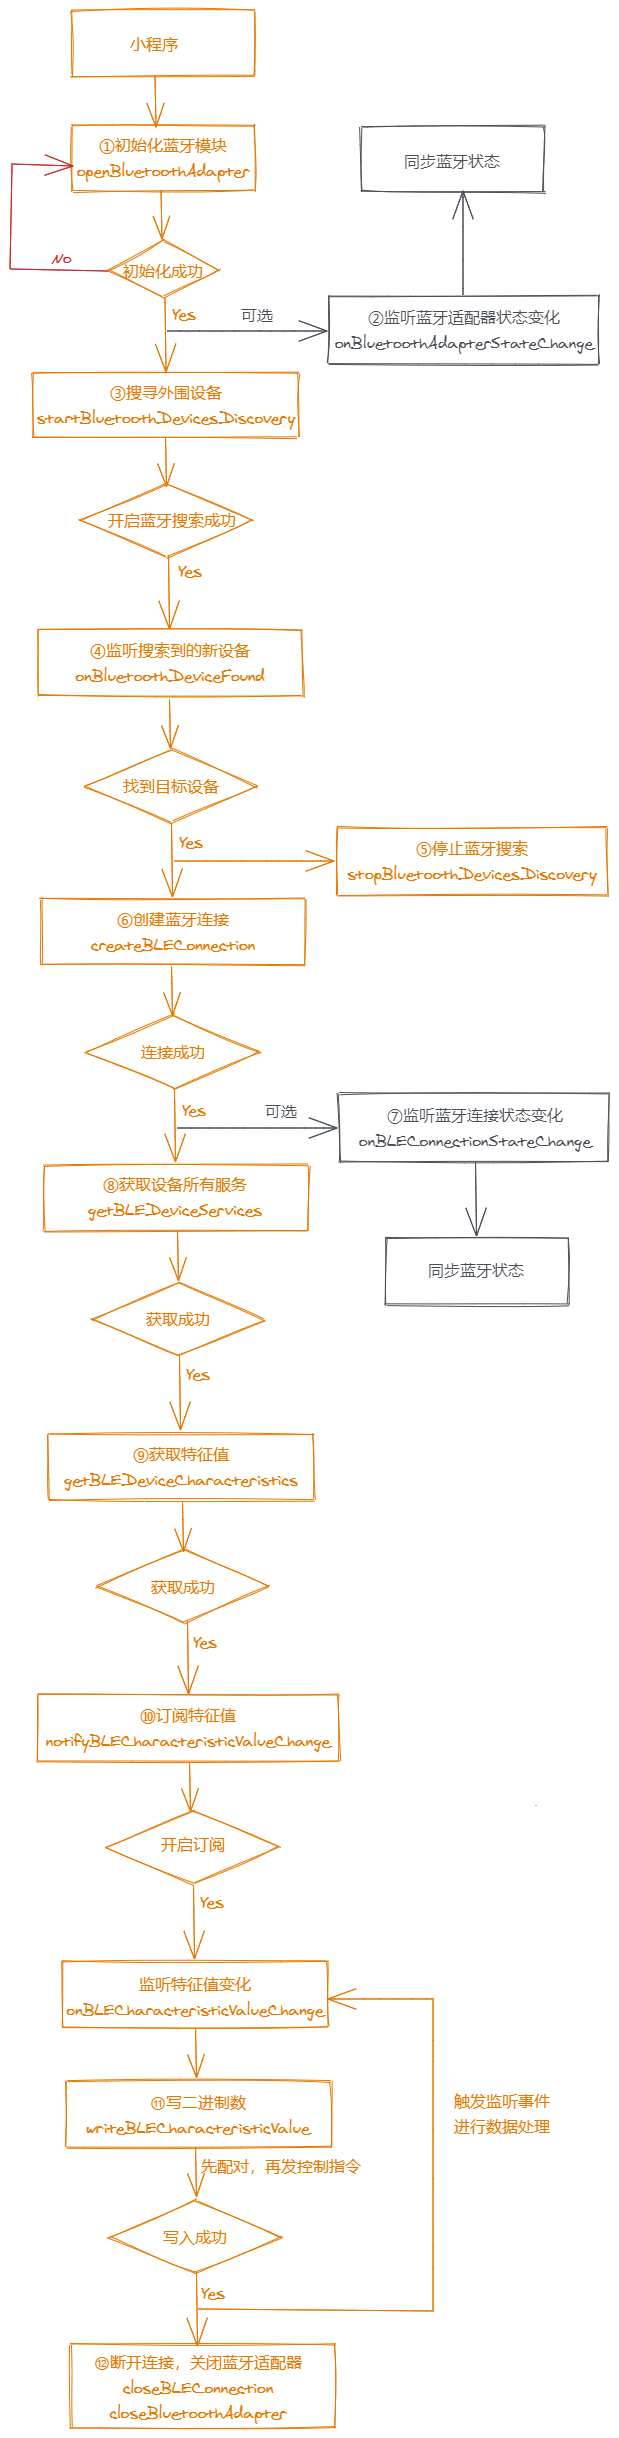 小程序
①初始化蓝牙模块
openBluetoothAdapter
同步蓝牙状态
No
初始化成功
Yes
可选
②监听蓝牙适配器状态变化
onBluetoothAdapterStateChange
③搜寻外围设备
startBluetoothDevicesDiscovery
开启蓝牙搜索成功
Yes
④监听搜索到的新设备
onBluetoothDeviceFound
找到目标设备
Yes
⑤停止蓝牙搜索
stopBluetoothDevicesDiscovery
⑥创建蓝牙连接
createBLEConnection
连接成功
Yes
可选
⑦监听蓝牙连接状态变化
onBLEConnectionStateChange
⑧获取设备所有服务
getBLEDeviceServices
同步蓝牙状态
获取成功
Yes
⑨获取特征值
getBLEDeviceCharacteristics
获取成功
Yes
⑩订阅特征值
notifyBLECharacteristicValueChange
开启订阅
Yes
监听特征值变化
onBLECharacteristicValueChange
⑪写二进制数
writeBLECharacteristicValue
触发监听事件
进行数据处理
先配对，再发控制指令
写入成功
Yes
⑫断开连接，关闭蓝牙适配器
closeBLEConnection
closeBluetoothAdapter